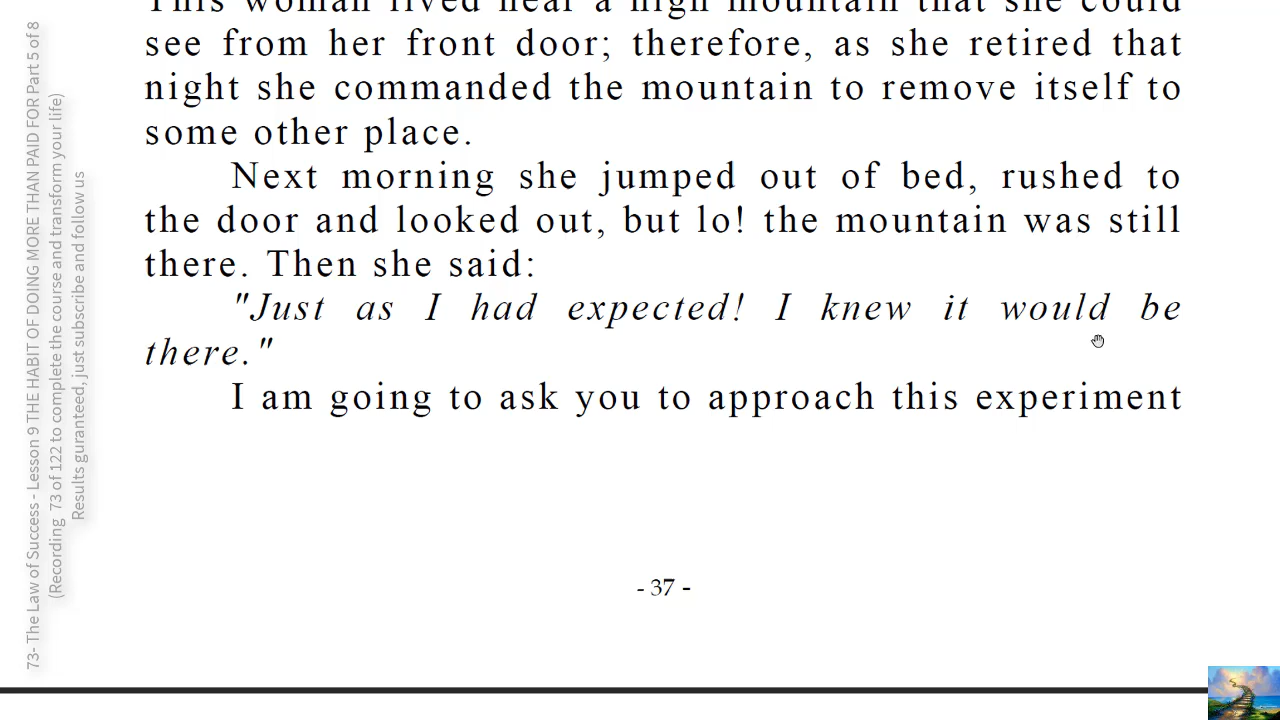 This woman lived near a high mountain that she could
see from her front door; therefore, as she retired that
night she commanded the mountain to remove itself to
some other place.
Next morning she jumped out of bed, rushed to
the door and looked out, but lo! the mountain was still
there. Then she said:
"Just as I had expected! I knew it would be
there."
I am going to ask you to approach this experiment
- 37 -
73- The Law of Success - Lesson 9 THE HABIT OF DOING MORE THAN PAID FOR Part 5 of 8
(Recording 73 of 122 to complete the course and transform your life)
Results guranteed, just subscribe and follow us